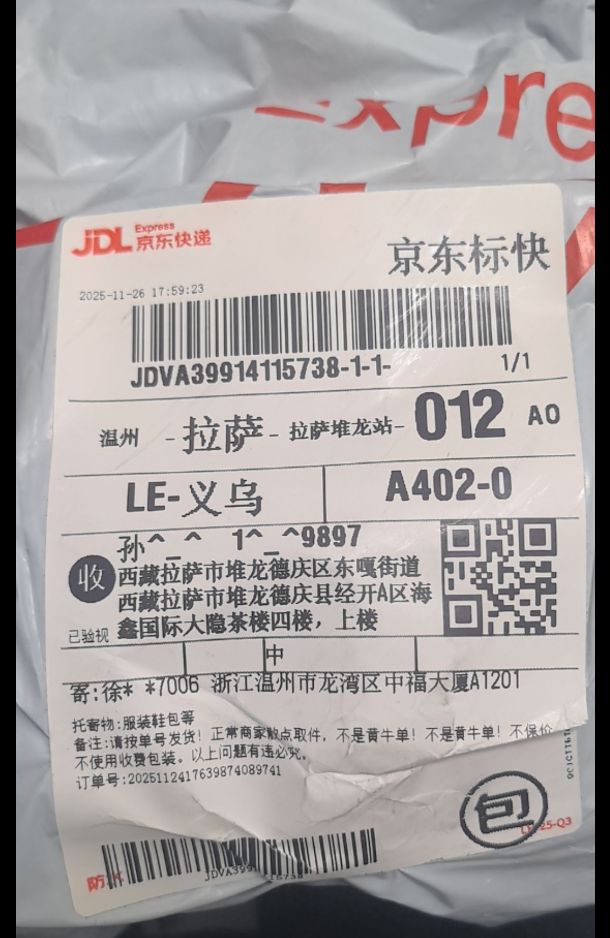 Expre
JDL Express 京东快递
京东标快
2025-11-26 17:59:23
JDVA39914115738-1-1-
1/1
温州 -拉萨- 拉萨堆龙站- 012 A0
LE-义乌
A402-0
孙^_^ 1^_^9897
收
西藏拉萨市堆龙德庆区东嘎街道
西藏拉萨市堆龙德庆县经开A区海
鑫国际大隐茶楼四楼，上楼
已验视
中
寄:徐* *7006 浙江温州市龙湾区中福大厦A1201
托寄物:服装鞋包等
备注:请按单号发货! 正常商家散点取件, 不是黄牛单! 不是黄牛单! 不保价
不使用收费包装。以上问题有违必究。
订单号:2025112417639874089741
包
25-Q3
防
JDVA399